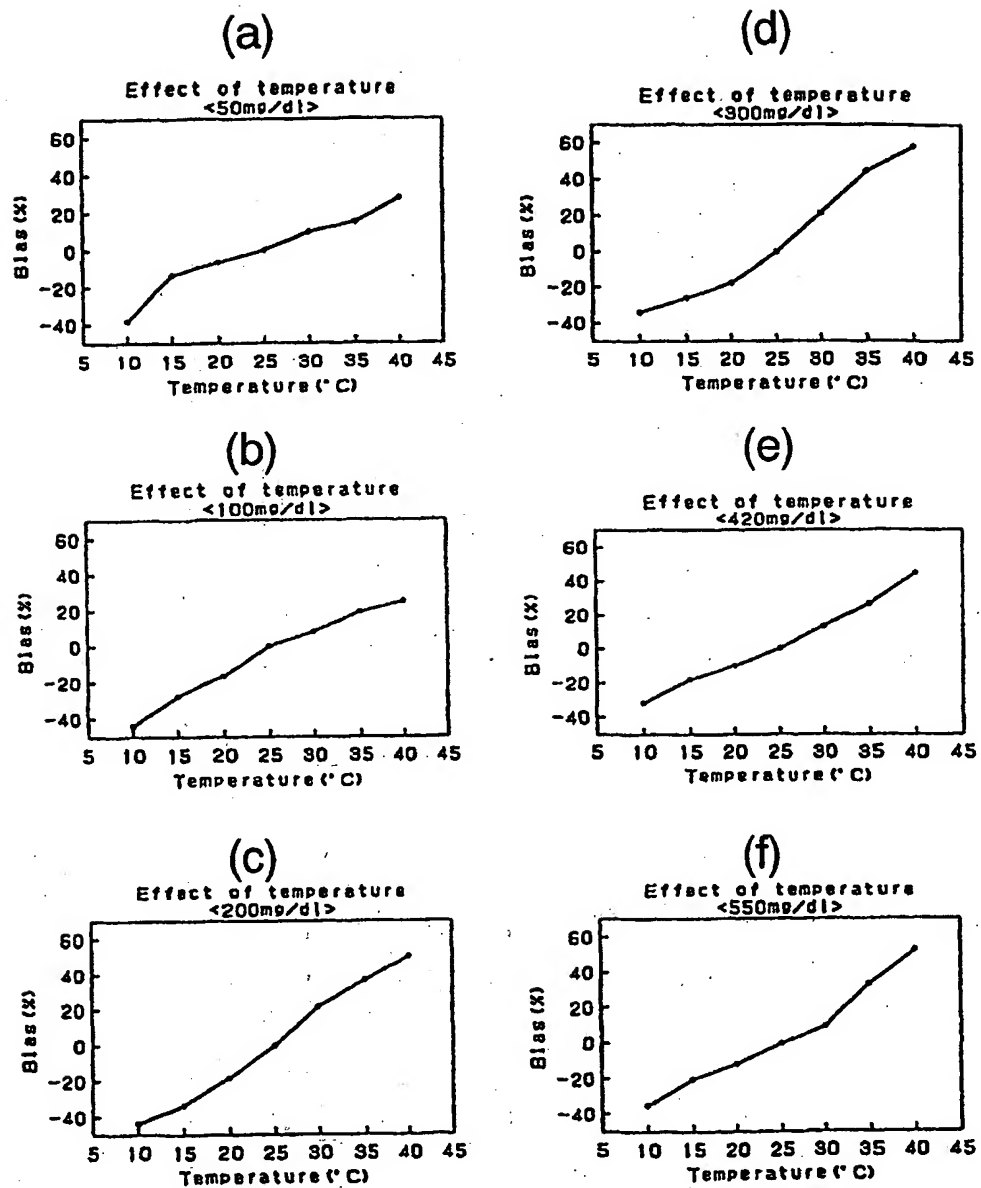 (a)
Effect of temperature
<50mg/dl>
60
40
20
0
-20
-40
Bias (%)
5 10 15 20 25 30 35 40 45
Temperature (°C)
(b)
Effect of temperature
<100mg/dl>
60
40
20
0
-20
-40
Bias (%)
5 10 15 20 25 30 35 40 45
Temperature (°C)
(c)
Effect of temperature
<200mg/dl>
60
40
20
0
-20
-40
Bias (%)
5 10 15 20 25 30 35 40 45
Temperature (°C)
(d)
Effect of temperature
<300mg/dl>
60
40
20
0
-20
-40
Bias (%)
5 10 15 20 25 30 35 40 45
Temperature (°C)
(e)
Effect of temperature
<420mg/dl>
60
40
20
0
-20
-40
Bias (%)
5 10 15 20 25 30 35 40 45
Temperature (°C)
(f)
Effect of temperature
<550mg/dl>
60
40
20
0
-20
-40
Bias (%)
5 10 15 20 25 30 35 40 45
Temperature (°C)